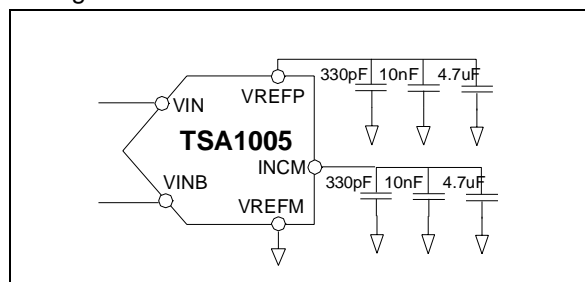 330pF 10nF 4.7uF
VREFP
VIN
TSA1005
INCM
330pF 10nF 4.7uF
VINB
VREFM